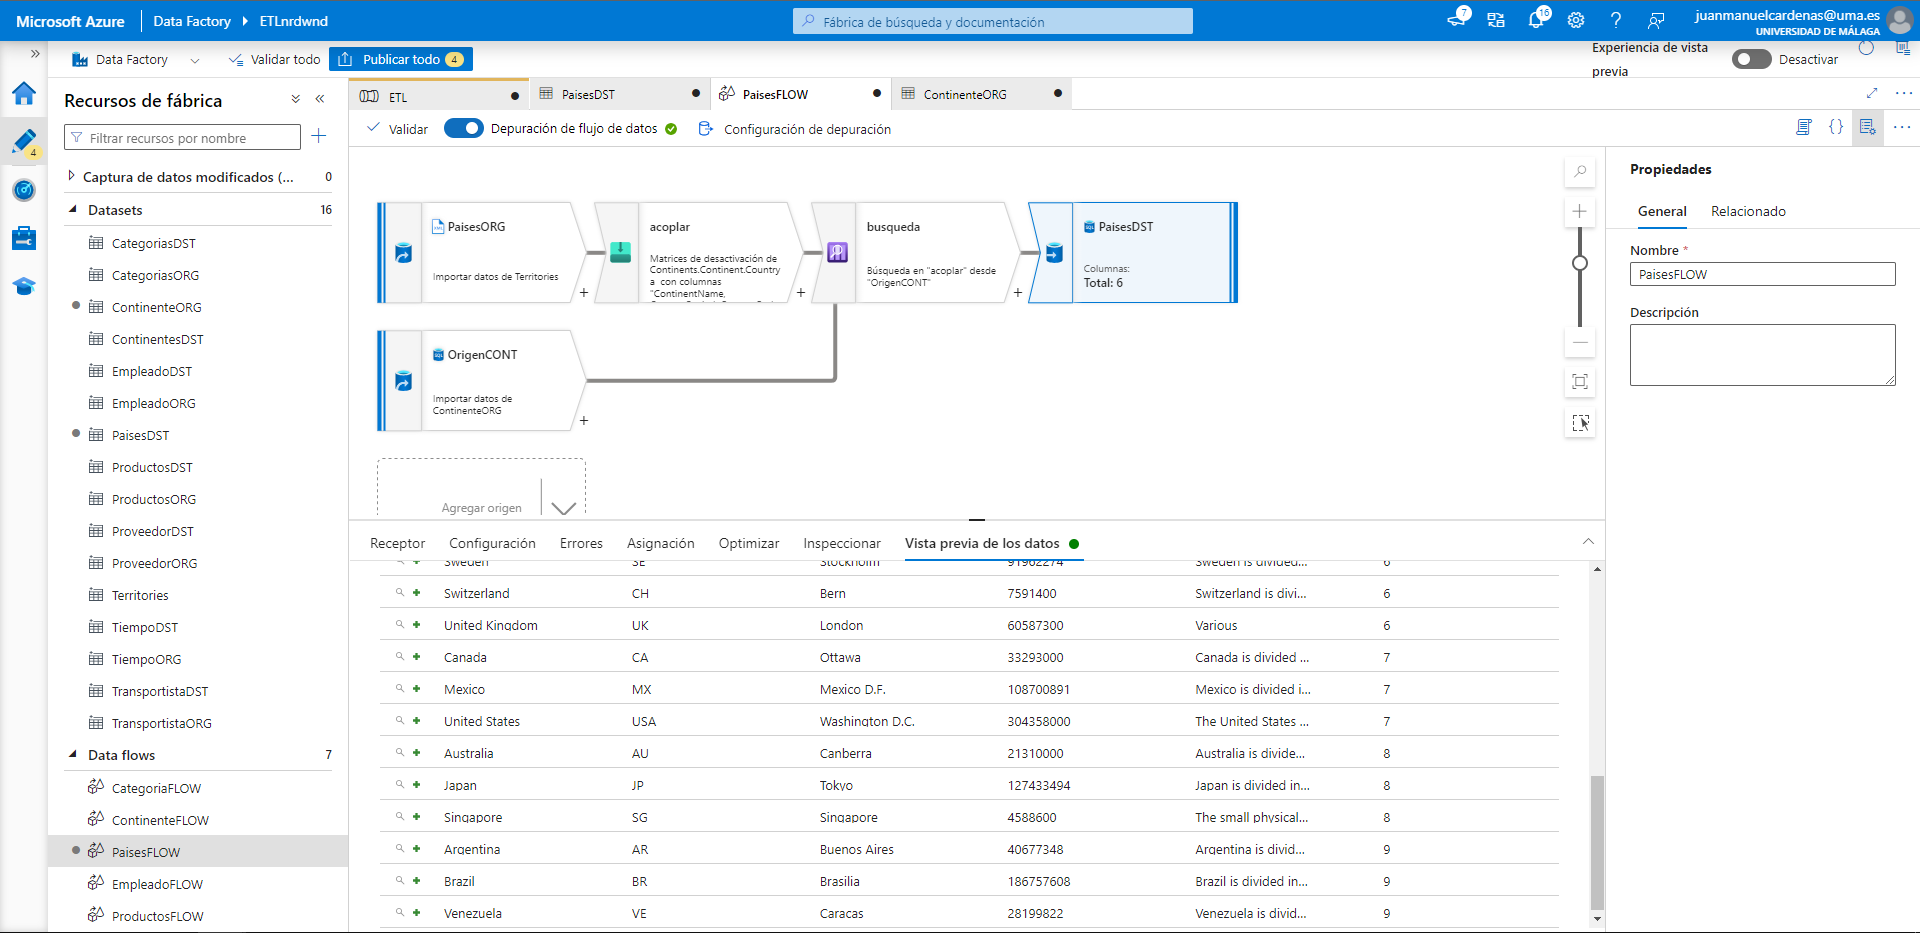 Microsoft Azure
Data Factory
ETLnrdwnd
Fábrica de búsqueda y documentación
7
16
juanmanuelcardenas@uma.es
UNIVERSIDAD DE MÁLAGA
Data Factory
Validar todo
Publicar todo
4
Experiencia de vista
previa
Desactivar
4
Recursos de fábrica
Filtrar recursos por nombre
Captura de datos modificados (...
0
Datasets
16
CategoriasDST
CategoriasORG
ContinenteORG
ContinentesDST
EmpleadoDST
EmpleadoORG
PaisesDST
ProductosDST
ProductosORG
ProveedorDST
ProveedorORG
Territories
TiempoDST
TiempoORG
TransportistaDST
TransportistaORG
Data flows
7
CategoriaFLOW
ContinenteFLOW
PaisesFLOW
EmpleadoFLOW
ProductosFLOW
ETL
PaisesDST
PaisesFLOW
ContinenteORG
Validar
Depuración de flujo de datos
Configuración de depuración
PaisesORG
Importar datos de Territories
acoplar
Matrices de desactivación de
Continents.Continent.Country
a con columnas
"ContinentName,
busqueda
Búsqueda en "acoplar" desde
"OrigenCONT"
PaisesDST
Columnas:
Total: 6
OrigenCONT
Importar datos de
ContinenteORG
Agregar origen
Receptor
Configuración
Errores
Asignación
Optimizar
Inspeccionar
Vista previa de los datos
Sweden SE Stockholm 91962274 Sweden is divided... 6
Switzerland CH Bern 7591400 Switzerland is divi... 6
United Kingdom UK London 60587300 Various 6
Canada CA Ottawa 33293000 Canada is divided ... 7
Mexico MX Mexico D.F. 108700891 Mexico is divided i... 7
United States USA Washington D.C. 304358000 The United States ... 7
Australia AU Canberra 21310000 Australia is divide... 8
Japan JP Tokyo 127433494 Japan is divided in... 8
Singapore SG Singapore 4588600 The small physical... 8
Argentina AR Buenos Aires 40677348 Argentina is divid... 9
Brazil BR Brasilia 186757608 Brazil is divided in... 9
Venezuela VE Caracas 28199822 Venezuela is divid... 9
Propiedades
General
Relacionado
Nombre *
PaisesFLOW
Descripción